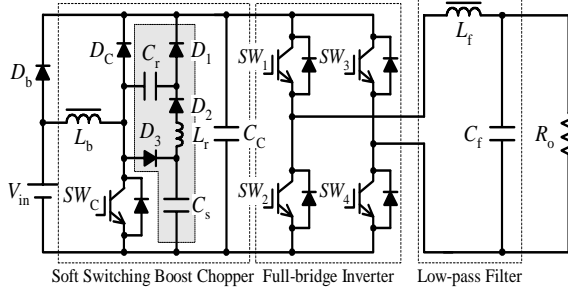 D_C
C_r
D_1
D_b
D_2
L_b
D_3
L_r
C_C
V_in
SW_C
C_s
SW_1
SW_3
SW_2
SW_4
L_f
C_f
R_o
Soft Switching Boost Chopper
Full-bridge Inverter
Low-pass Filter